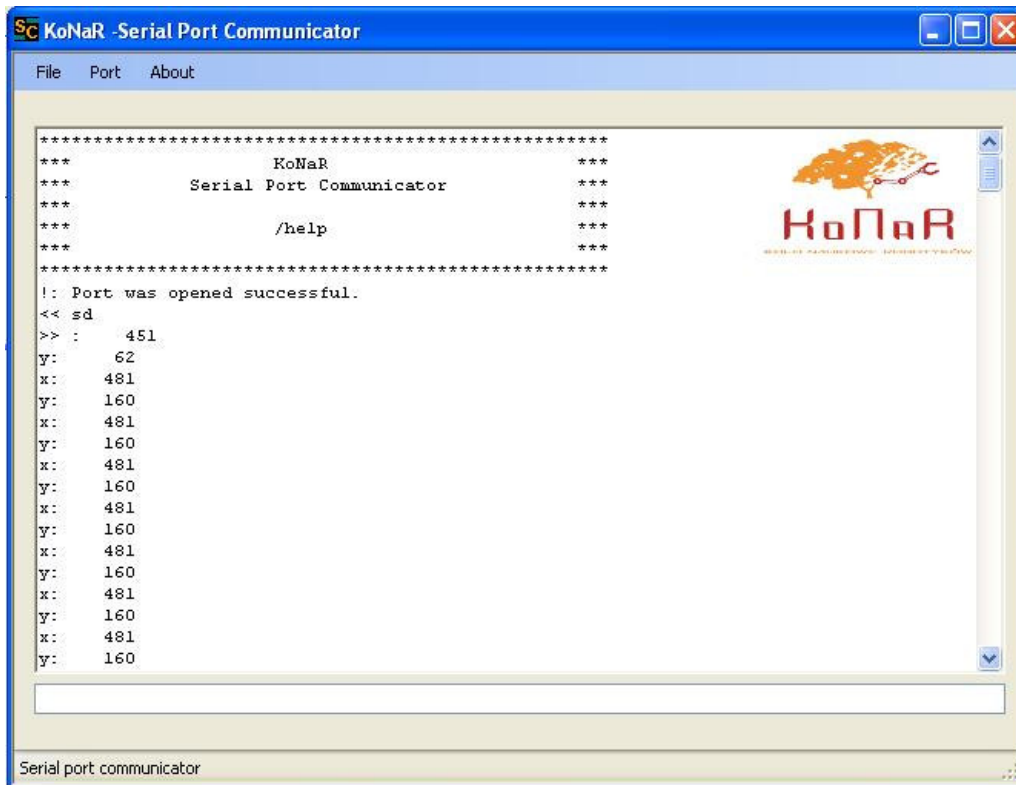 SC KoNaR -Serial Port Communicator
File Port About
*****************************************************
*** KoNaR ***
*** Serial Port Communicator ***
*** ***
*** /help ***
*** ***
*****************************************************
KoNaR
!: Port was opened successful.
<< sd
>> : 451
y: 62
x: 481
y: 160
x: 481
y: 160
x: 481
y: 160
x: 481
y: 160
x: 481
y: 160
x: 481
y: 160
x: 481
y: 160
Serial port communicator